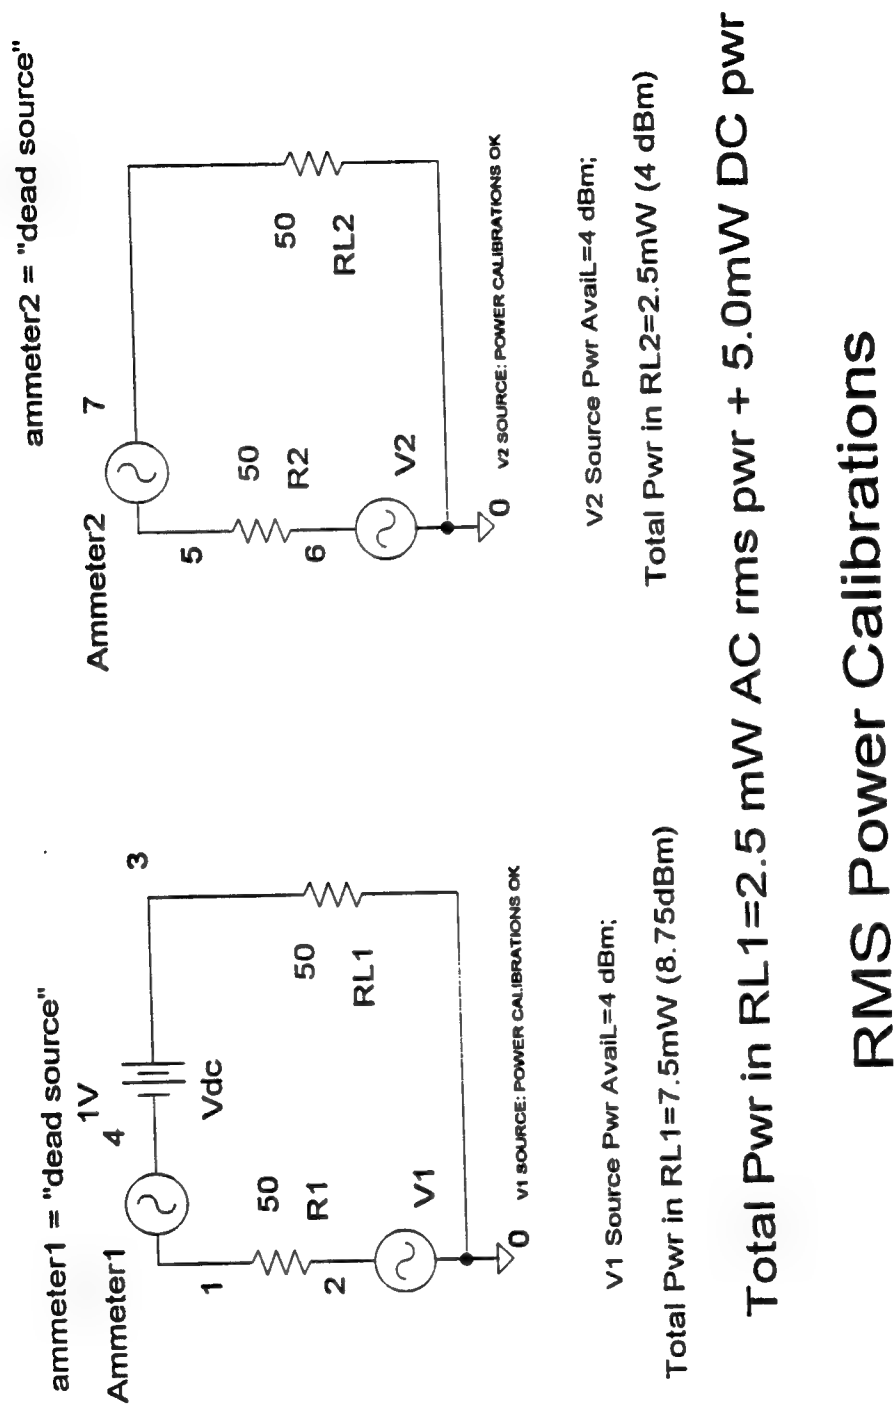 ammeter1 = "dead source"
Ammeter1
1V
4
3
Vdc
1
50
R1
2
V1
50
RL1
0
V1 SOURCE: POWER CALIBRATIONS OK
V1 Source Pwr AvaiL=4 dBm;
Total Pwr in RL1=7.5mW (8.75dBm)
ammeter2 = "dead source"
Ammeter2
7
5
50
R2
6
V2
50
RL2
0
V2 SOURCE: POWER CALIBRATIONS OK
V2 Source Pwr AvaiL=4 dBm;
Total Pwr in RL2=2.5mW (4 dBm)
Total Pwr in RL1=2.5 mW AC rms pwr + 5.0mW DC pwr
RMS Power Calibrations